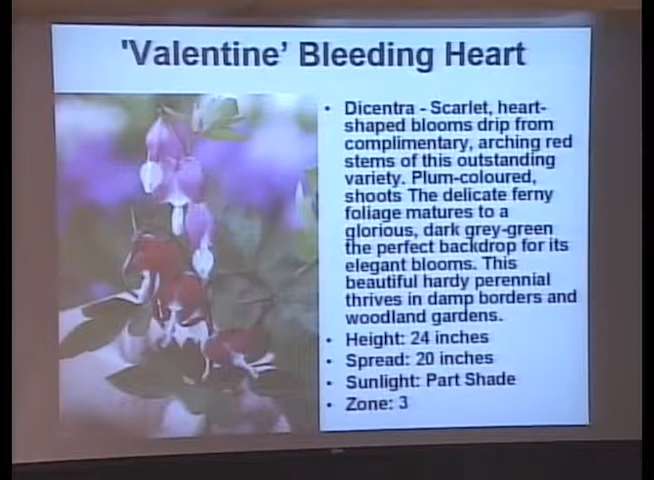 'Valentine’ Bleeding Heart
• Dicentra - Scarlet, heart-
shaped blooms drip from
complimentary, arching red
stems of this outstanding
variety. Plum-coloured,
shoots The delicate ferny
foliage matures to a
glorious, dark grey-green
the perfect backdrop for its
elegant blooms. This
beautiful hardy perennial
thrives in damp borders and
woodland gardens.
• Height: 24 inches
• Spread: 20 inches
• Sunlight: Part Shade
• Zone: 3